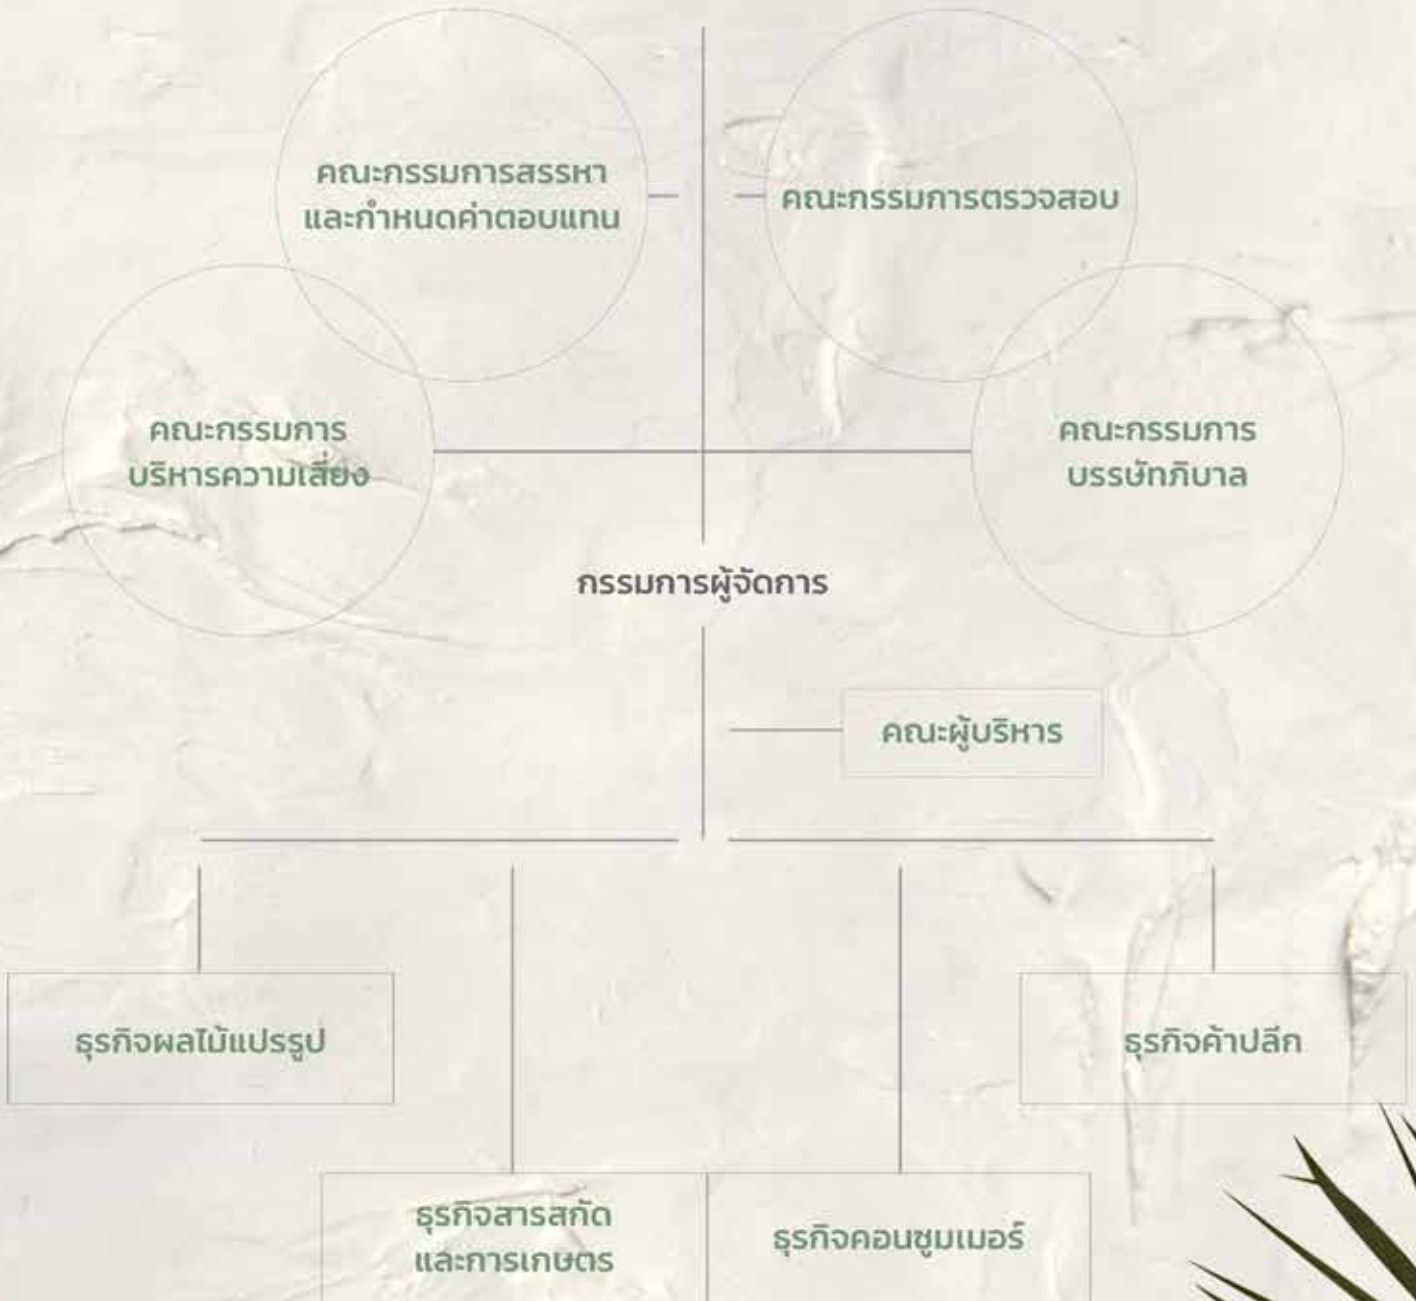 คณะกรรมการสรรหา
และกำหนดค่าตอบแทน
คณะกรรมการตรวจสอบ
คณะกรรมการ
บริหารความเสี่ยง
คณะกรรมการ
บรรษัทภิบาล
กรรมการผู้จัดการ
คณะผู้บริหาร
ธุรกิจผลไม้แปรรูป
ธุรกิจค้าปลีก
ธุรกิจสารสกัด
และการเกษตร
ธุรกิจคอนซูมเมอร์